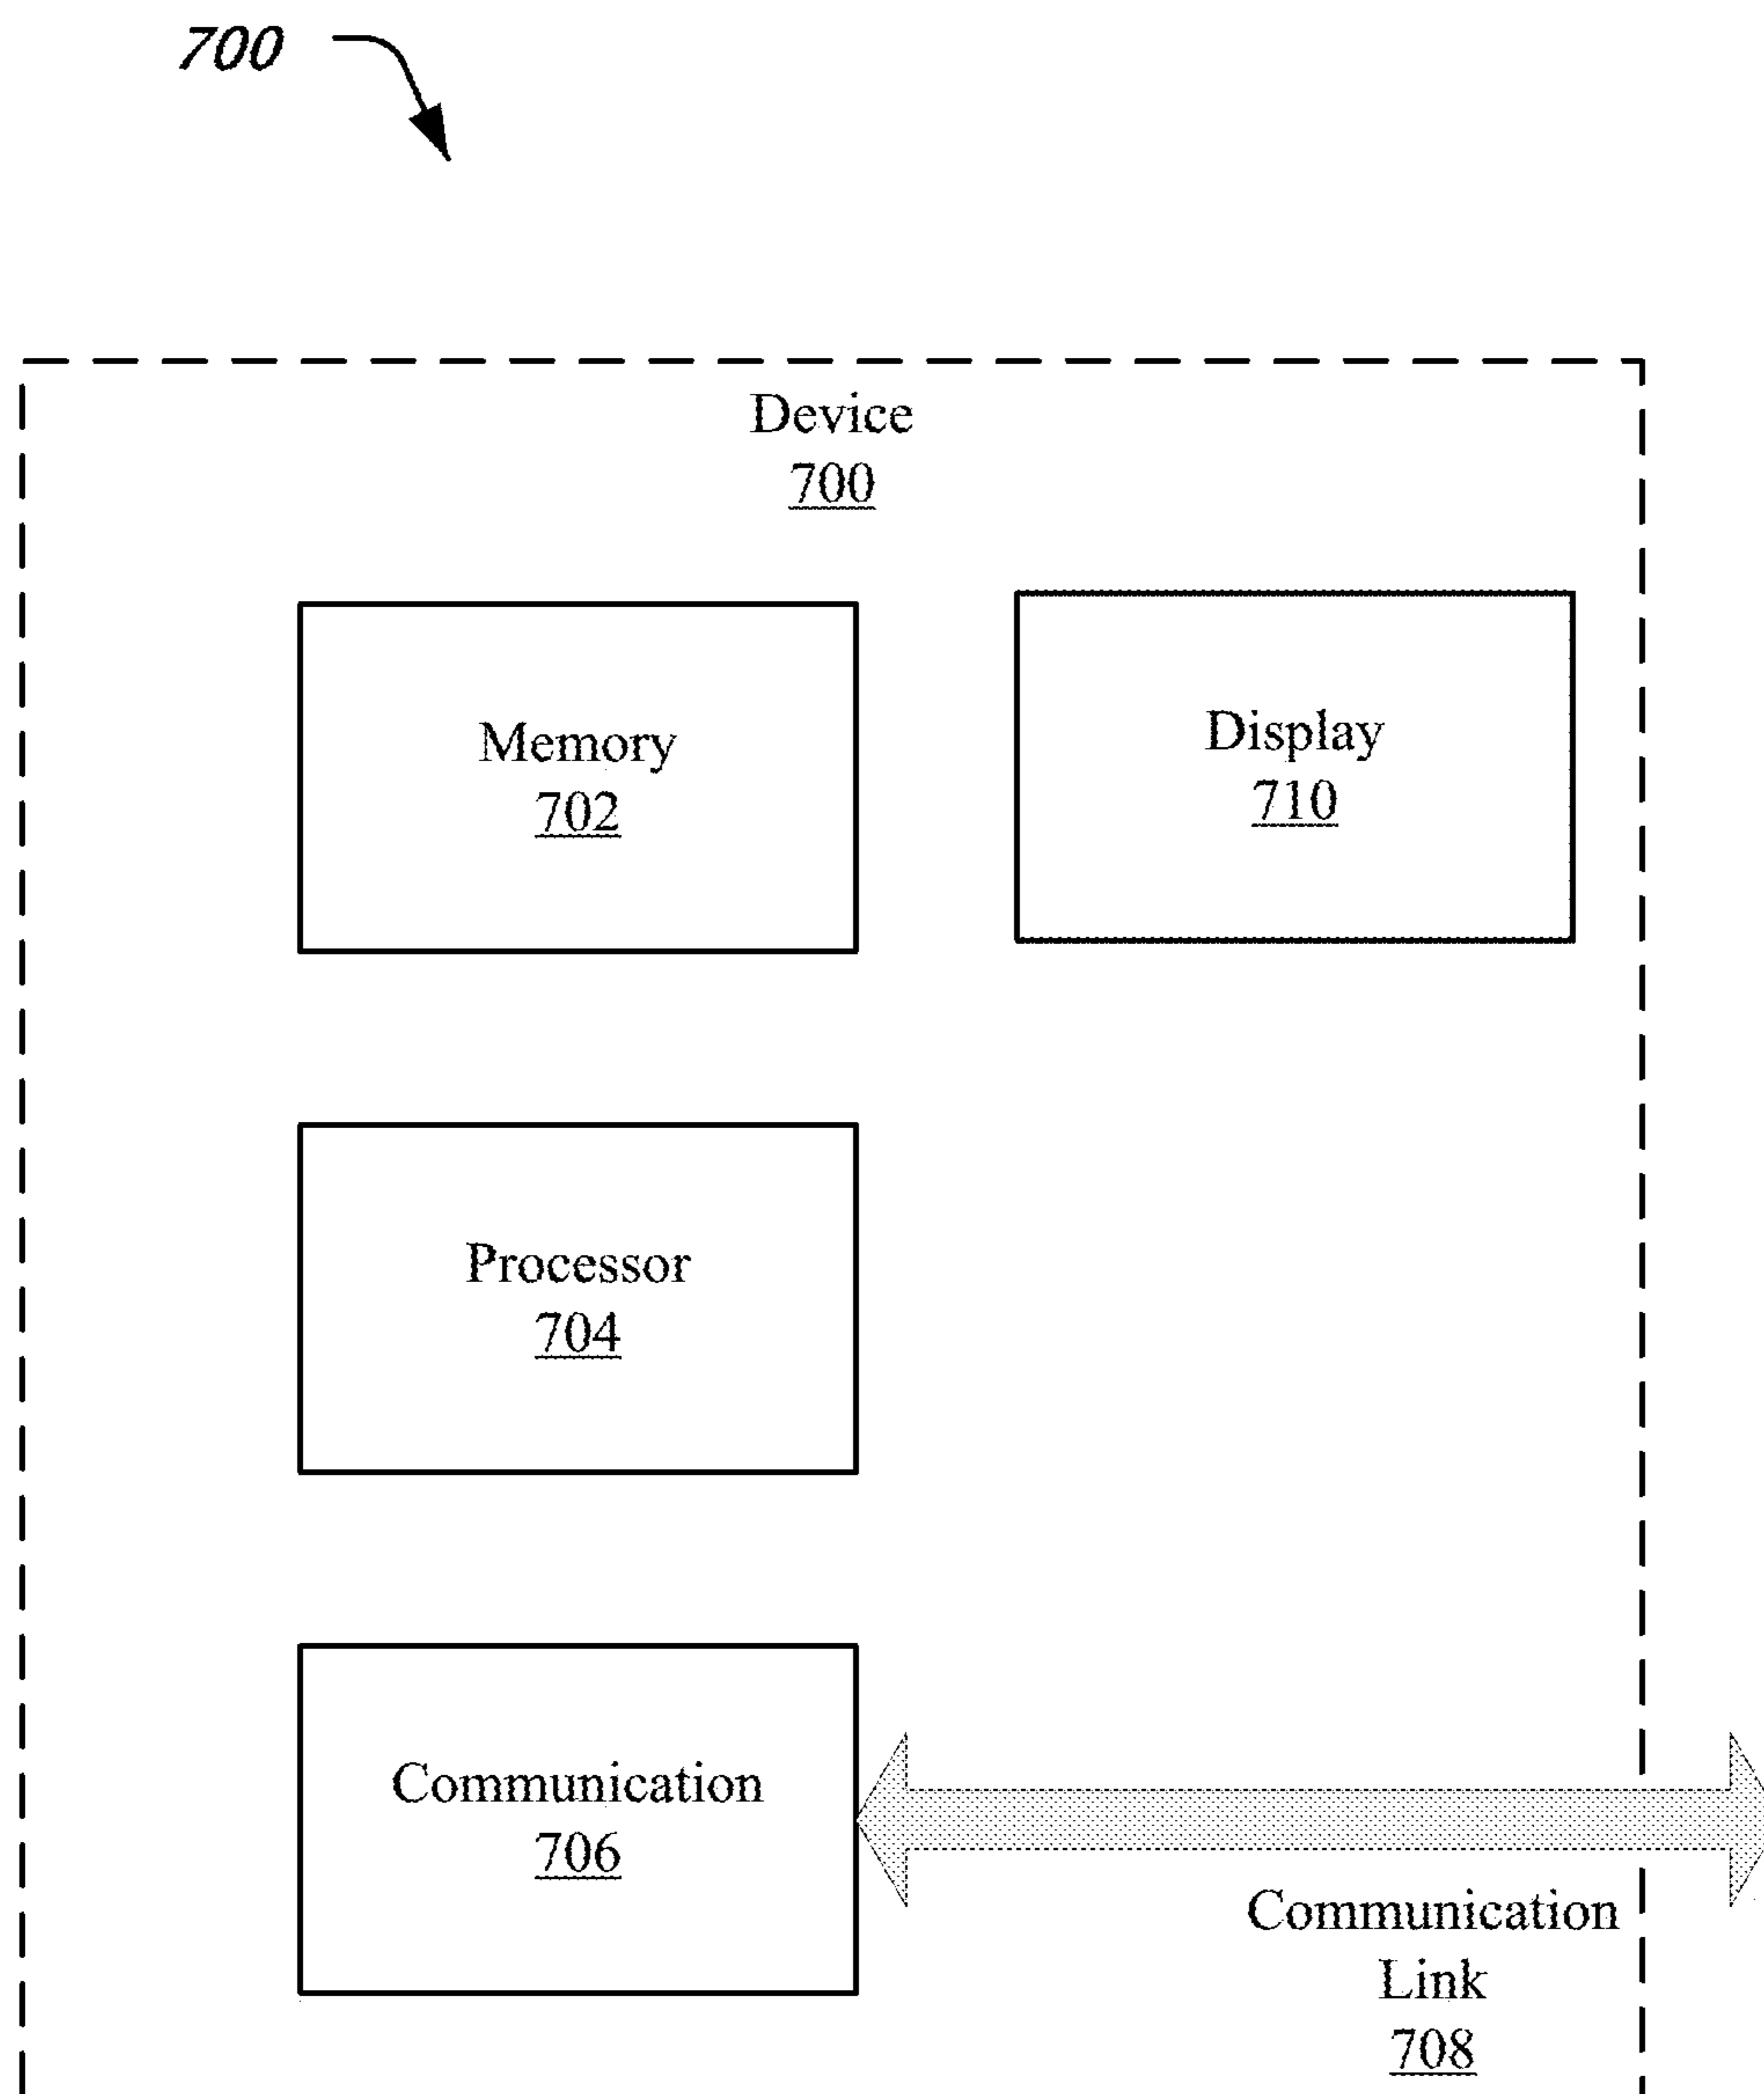 700
Device
700
Memory
702
Display
710
Processor
704
Communication
706
Communication
Link
708